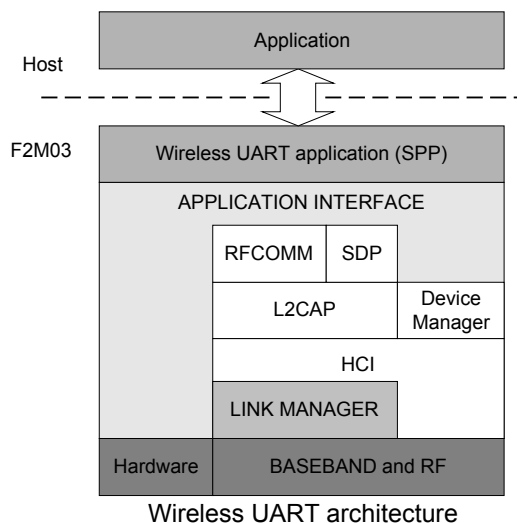 Application
Host
F2M03
Wireless UART application (SPP)
APPLICATION INTERFACE
RFCOMM
SDP
L2CAP
Device
Manager
HCI
LINK MANAGER
Hardware
BASEBAND and RF
Wireless UART architecture